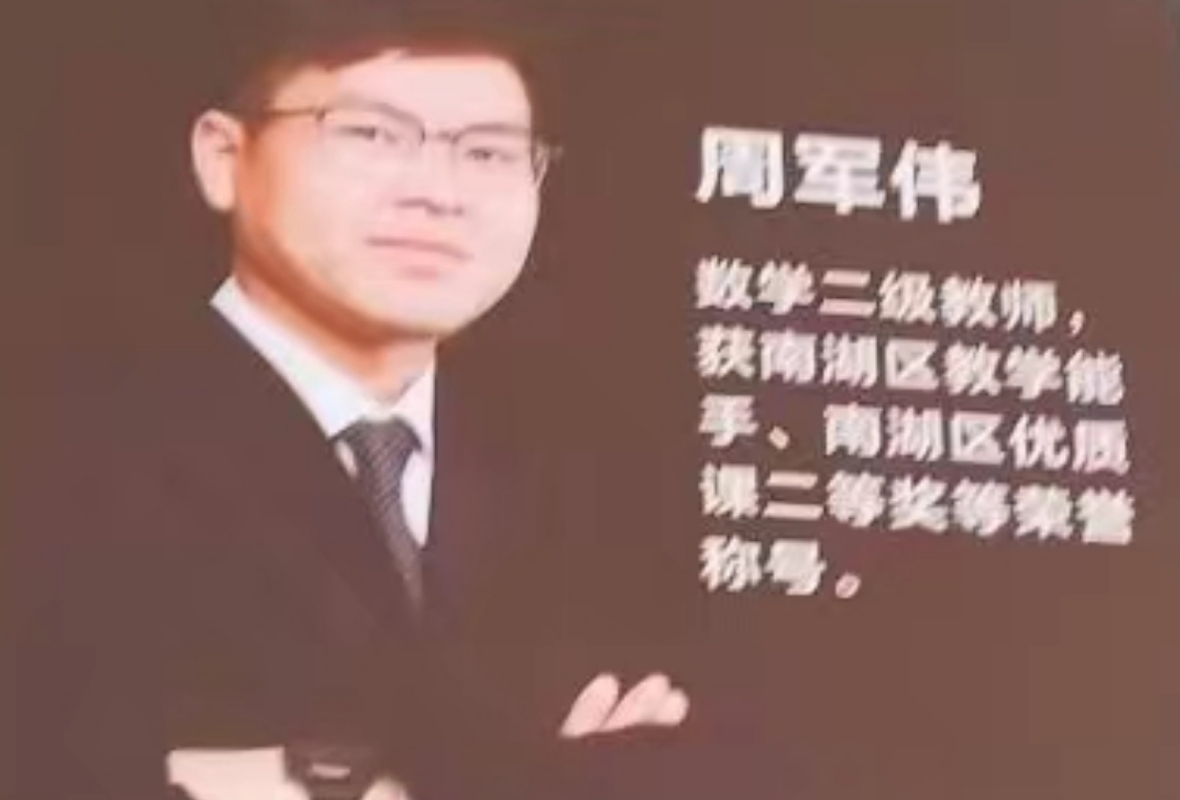 周军伟
数学二级教师，
获南湖区教学能
手、南湖区优质
课二等奖等荣誉
称号。